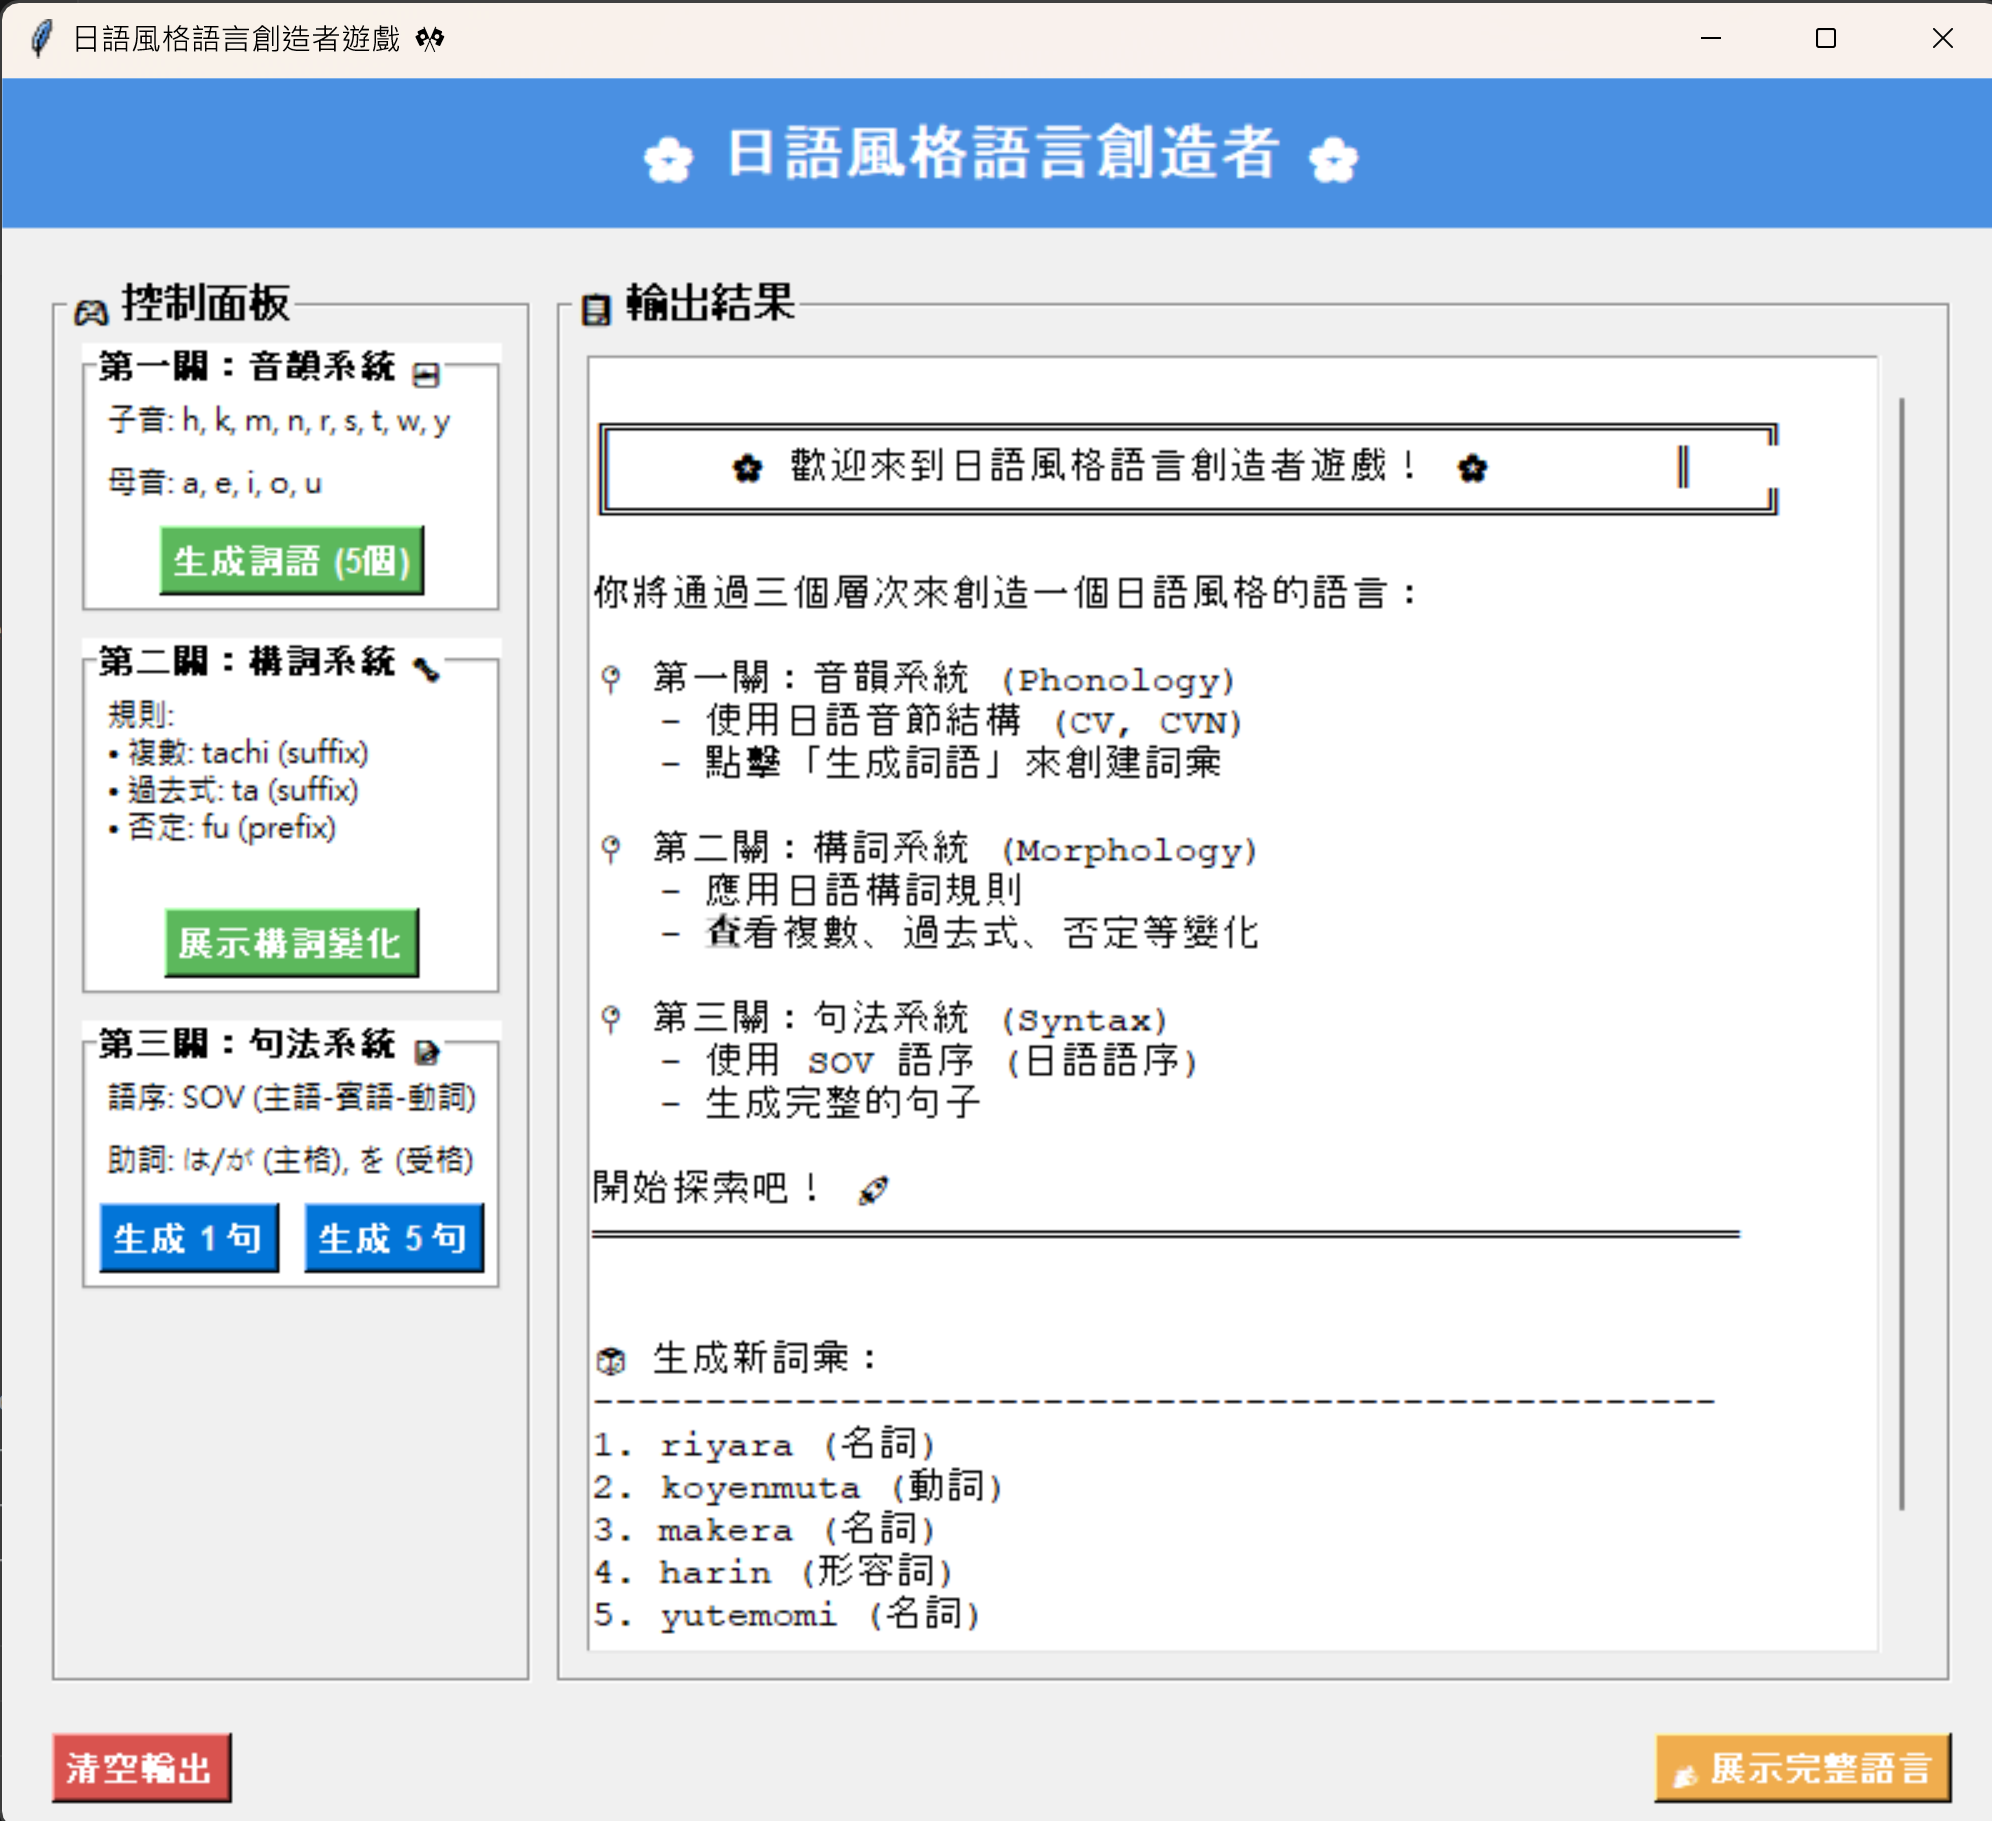 日語風格語言創造者遊戲 🎌
🌸 日語風格語言創造者 🌸
🎮 控制面板
第一關：音韻系統
子音: h, k, m, n, r, s, t, w, y
母音: a, e, i, o, u
生成詞語 (5個)
第二關：構詞系統 🔧
規則:
• 複數: tachi (suffix)
• 過去式: ta (suffix)
• 否定: fu (prefix)
展示構詞變化
第三關：句法系統 📝
語序: SOV (主語-賓語-動詞)
助詞: は/が (主格), を (受格)
生成 1 句
生成 5 句
📋 輸出結果
🌸 歡迎來到日語風格語言創造者遊戲！ 🌸
你將通過三個層次來創造一個日語風格的語言：
📍 第一關：音韻系統 (Phonology)
- 使用日語音節結構 (CV, CVN)
- 點擊「生成詞語」來創建詞彙
📍 第二關：構詞系統 (Morphology)
- 應用日語構詞規則
- 查看複數、過去式、否定等變化
📍 第三關：句法系統 (Syntax)
- 使用 SOV 語序 (日語語序)
- 生成完整的句子
開始探索吧！ 🚀
🎲 生成新詞彙：
1. riyara (名詞)
2. koyenmuta (動詞)
3. makera (名詞)
4. harin (形容詞)
5. yutemomi (名詞)
清空輸出
展示完整語言